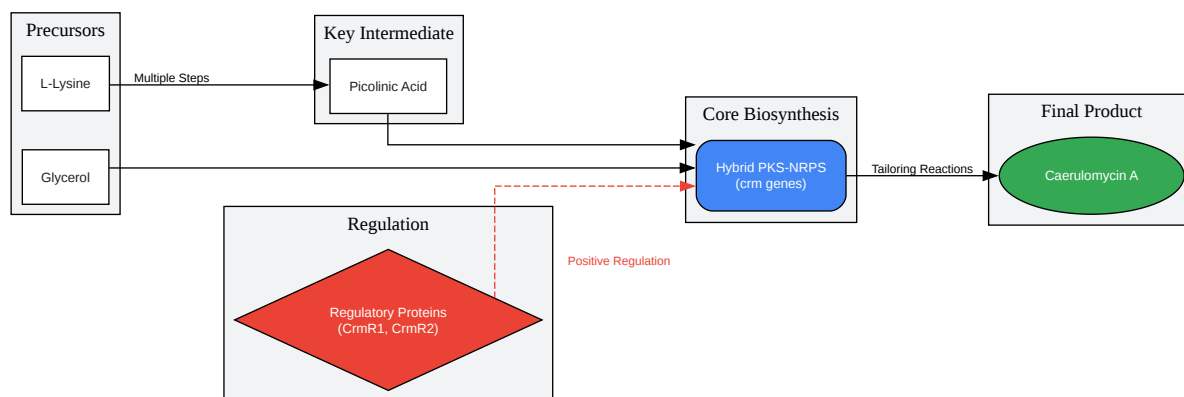 Precursors
L-Lysine
Glycerol
Multiple Steps
Key Intermediate
Picolinic Acid
Core Biosynthesis
Hybrid PKS-NRPS
(crm genes)
Tailoring Reactions
Final Product
Caerulomycin A
Regulation
Regulatory Proteins
(CrmR1, CrmR2)
Positive Regulation